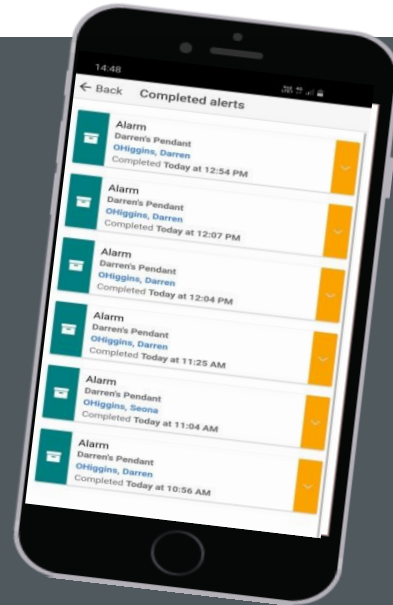 14:48
← Back Completed alerts
Alarm
Darren's Pendant
OHiggins, Darren
Completed Today at 12:54 PM
Alarm
Darren's Pendant
OHiggins, Darren
Completed Today at 12:07 PM
Alarm
Darren's Pendant
OHiggins, Darren
Completed Today at 12:04 PM
Alarm
Darren's Pendant
OHiggins, Darren
Completed Today at 11:25 AM
Alarm
Darren's Pendant
OHiggins, Seona
Completed Today at 11:04 AM
Alarm
Darren's Pendant
OHiggins, Darren
Completed Today at 10:56 AM